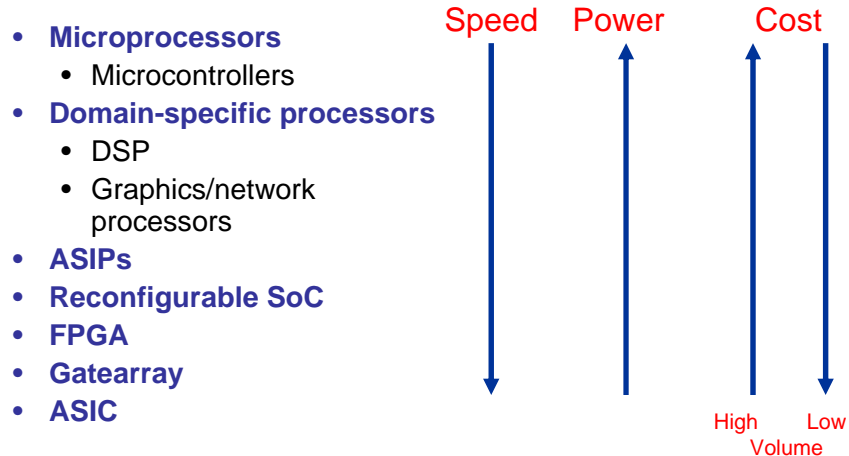 Speed Power Cost
• Microprocessors
• Microcontrollers
• Domain-specific processors
• DSP
• Graphics/network
processors
• ASIPs
• Reconfigurable SoC
• FPGA
• Gatearray
• ASIC
High Low
Volume